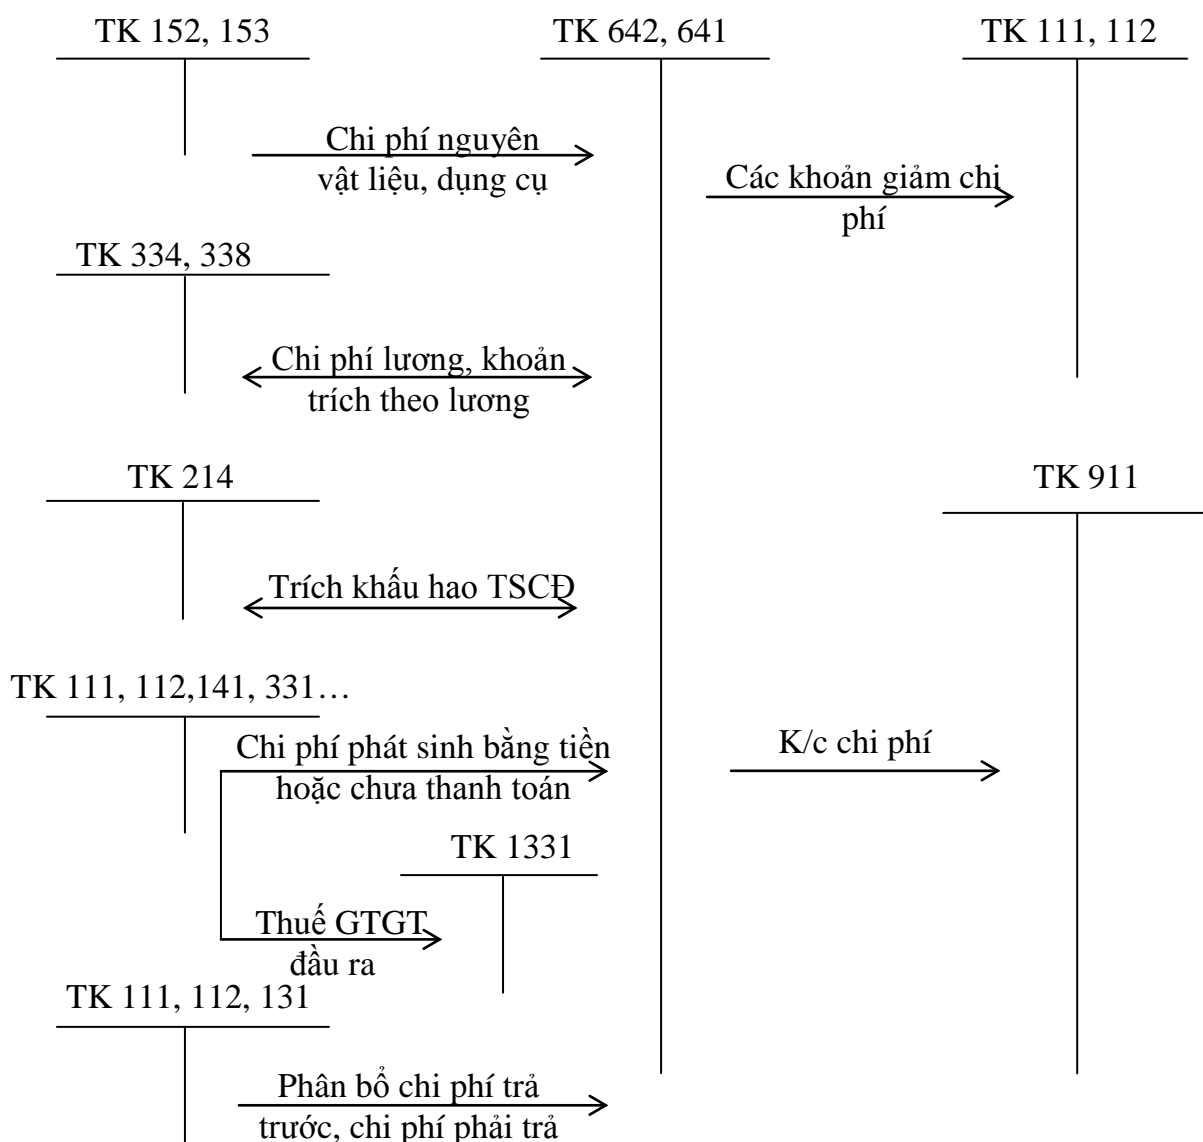 TK 152, 153
TK 642, 641
TK 111, 112
Chi phí nguyên
vật liệu, dụng cụ
Các khoản giảm chi
phí
TK 334, 338
Chi phí lương, khoản
trích theo lương
TK 214
TK 911
Trích khấu hao TSCĐ
TK 111, 112,141, 331…
Chi phí phát sinh bằng tiền
hoặc chưa thanh toán
K/c chi phí
TK 1331
Thuế GTGT
đầu ra
TK 111, 112, 131
Phân bổ chi phí trả
trước, chi phí phải trả